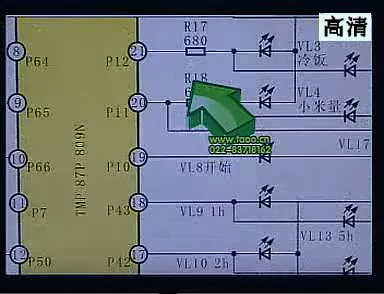 高清
R17
680
8
P64
P12
21
VL3
冷饭
R18
9
P65
P11
20
VL4
小米量
www.taoo.cn
022-83718162
TMP 87P 809N
VL17
10
P66
P10
19
VL8开始
11
P7
P43
18
VL9 1h
VL13 5h
12
P50
P42
17
VL10 2h